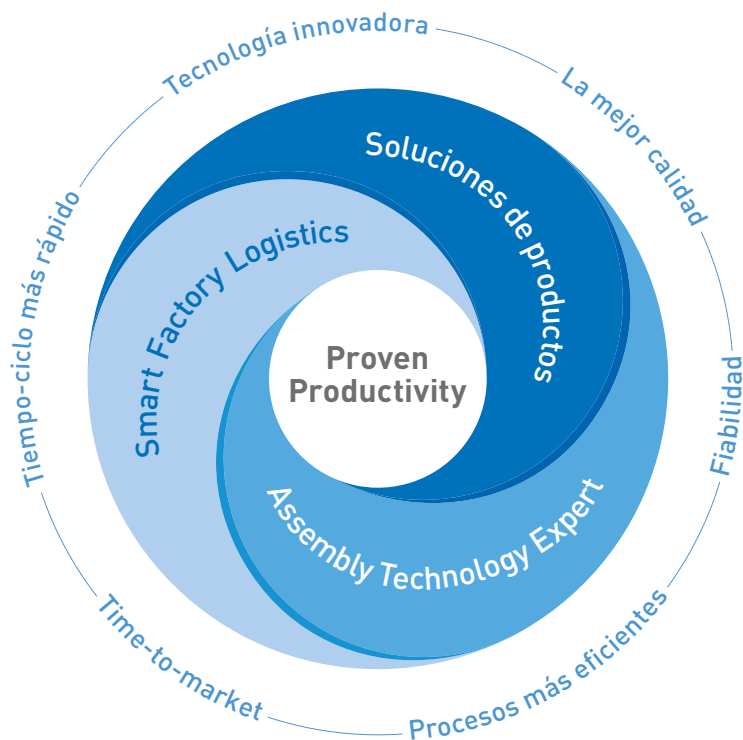 Tecnología innovadora
La mejor calidad
Fiabilidad
Procesos más eficientes
Time-to-market
Tiempo-ciclo más rápido
Soluciones de productos
Assembly Technology Expert
Smart Factory Logistics
Proven
Productivity